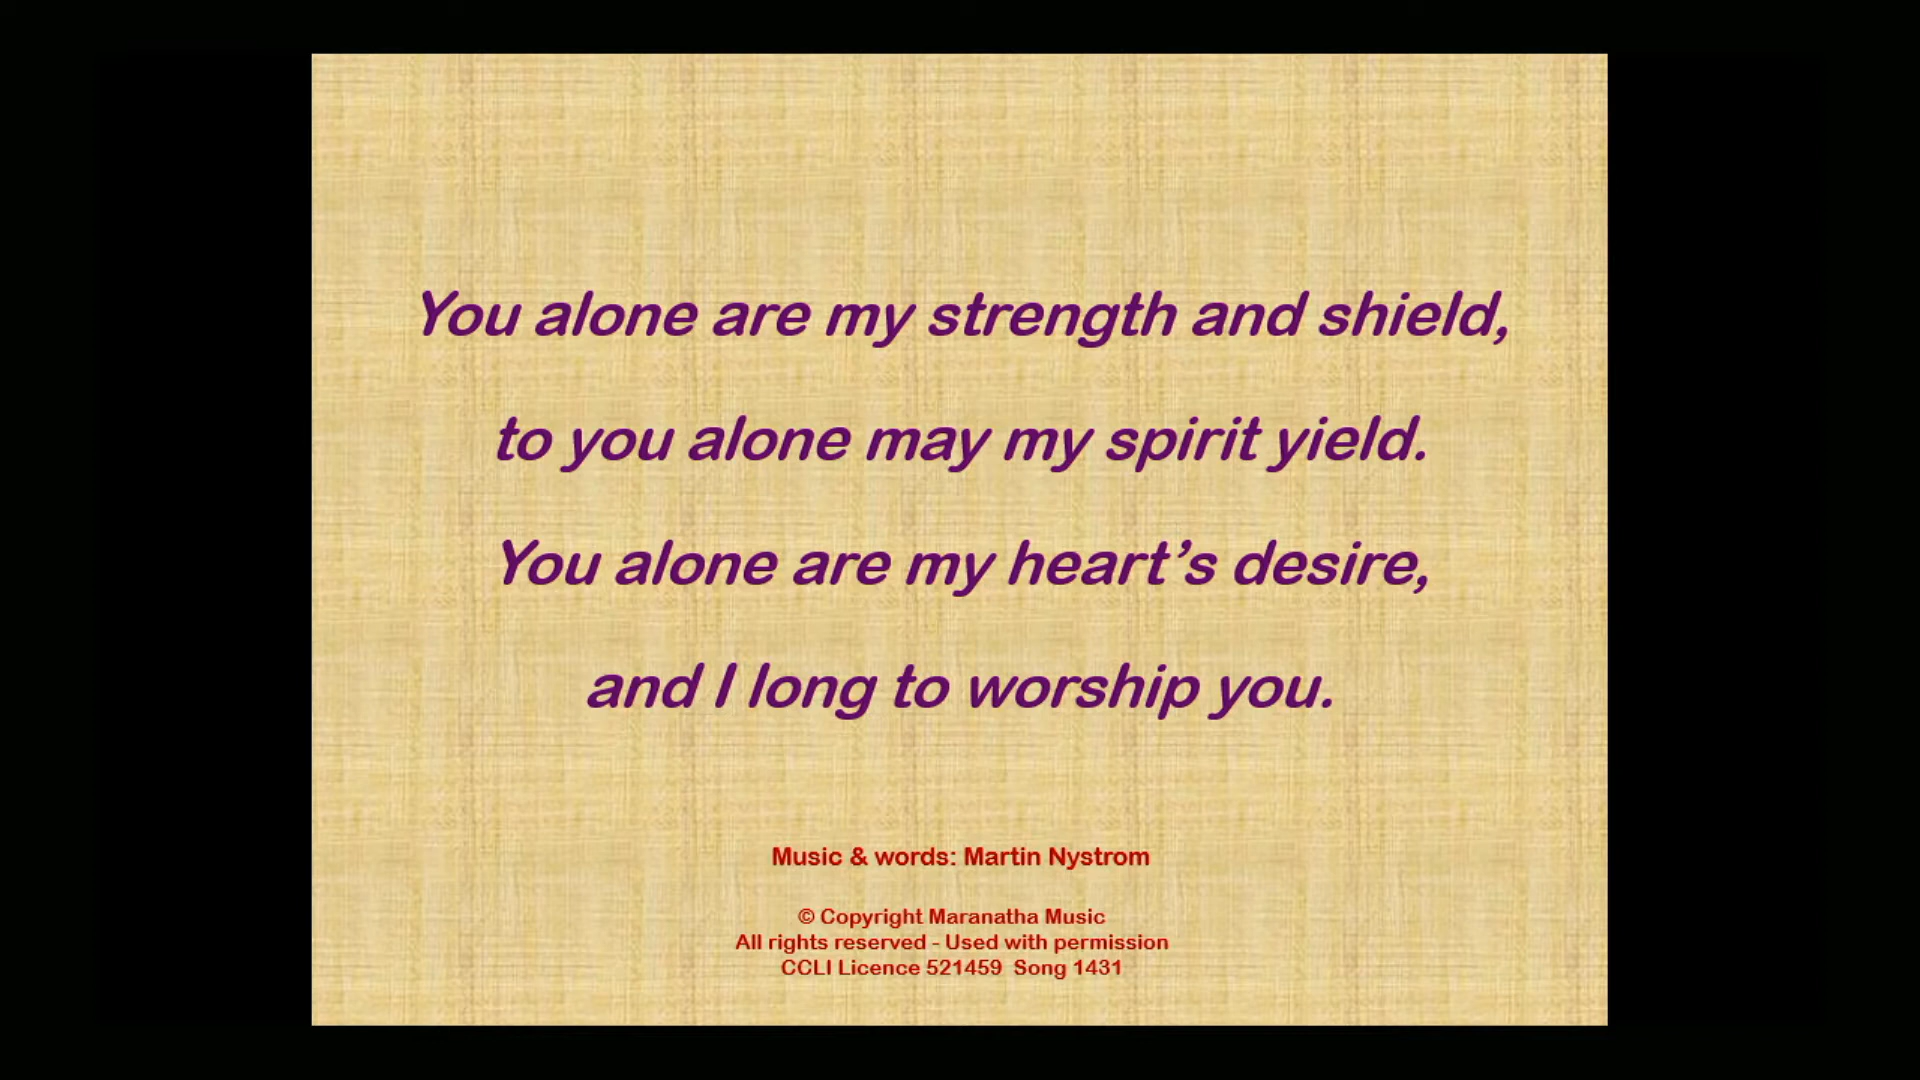 You alone are my strength and shield,
to you alone may my spirit yield.
You alone are my heart’s desire,
and I long to worship you.
Music & words: Martin Nystrom
© Copyright Maranatha Music
All rights reserved - Used with permission
CCLI Licence 521459  Song 1431